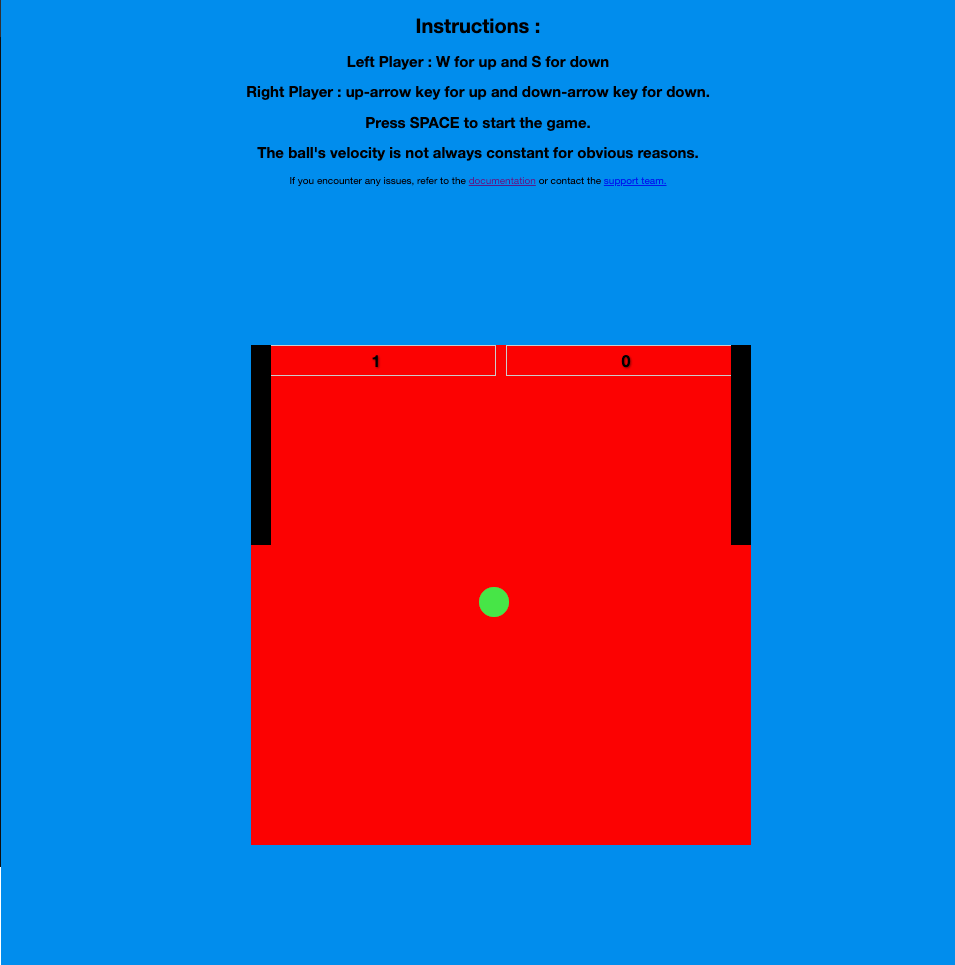 Instructions :
Left Player : W for up and S for down
Right Player : up-arrow key for up and down-arrow key for down.
Press SPACE to start the game.
The ball's velocity is not always constant for obvious reasons.
If you encounter any issues, refer to the documentation or contact the support team.
1 0